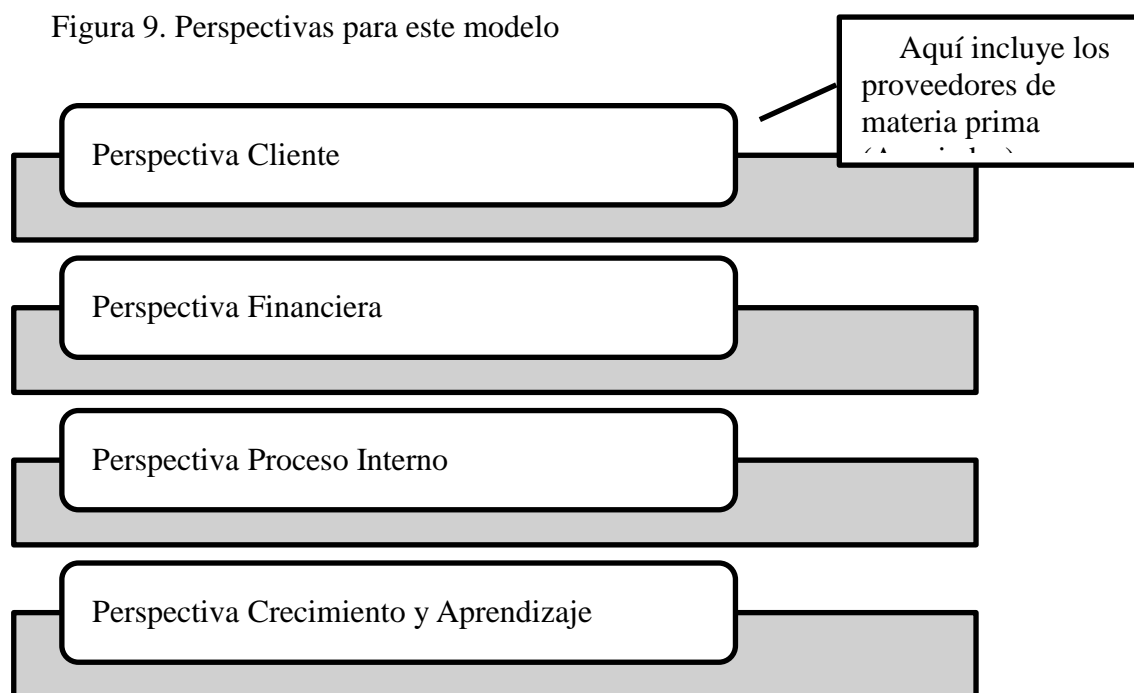 Figura 9. Perspectivas para este modelo
Aquí incluye los
proveedores de
materia prima
Perspectiva Cliente
Perspectiva Financiera
Perspectiva Proceso Interno
Perspectiva Crecimiento y Aprendizaje